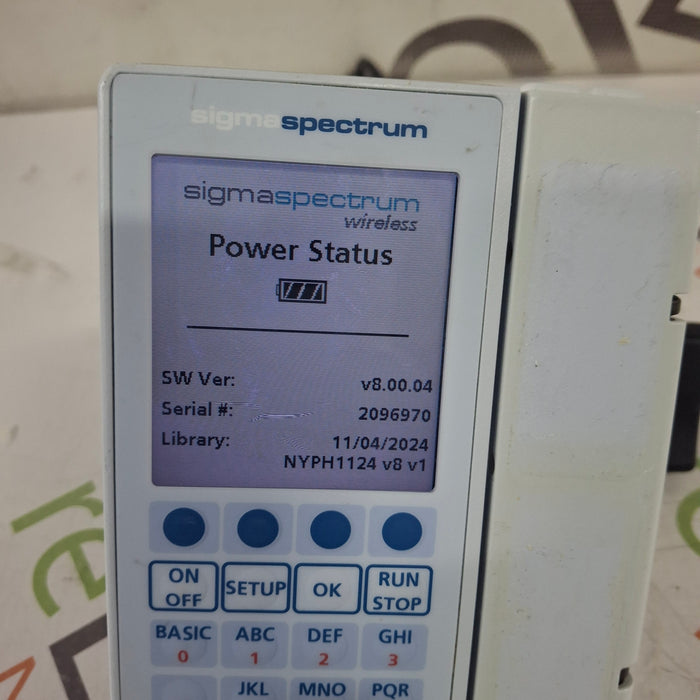 sigmaspectrum
sigmaspectrum
wireless
Power Status
SW Ver: v8.00.04
Serial #: 2096970
Library: 11/04/2024
NYPH1124 v8 v1
ON OFF
SETUP
OK
RUN STOP
BASIC 0
ABC 1
DEF 2
GHI 3
JKL
MNO
PQR
re